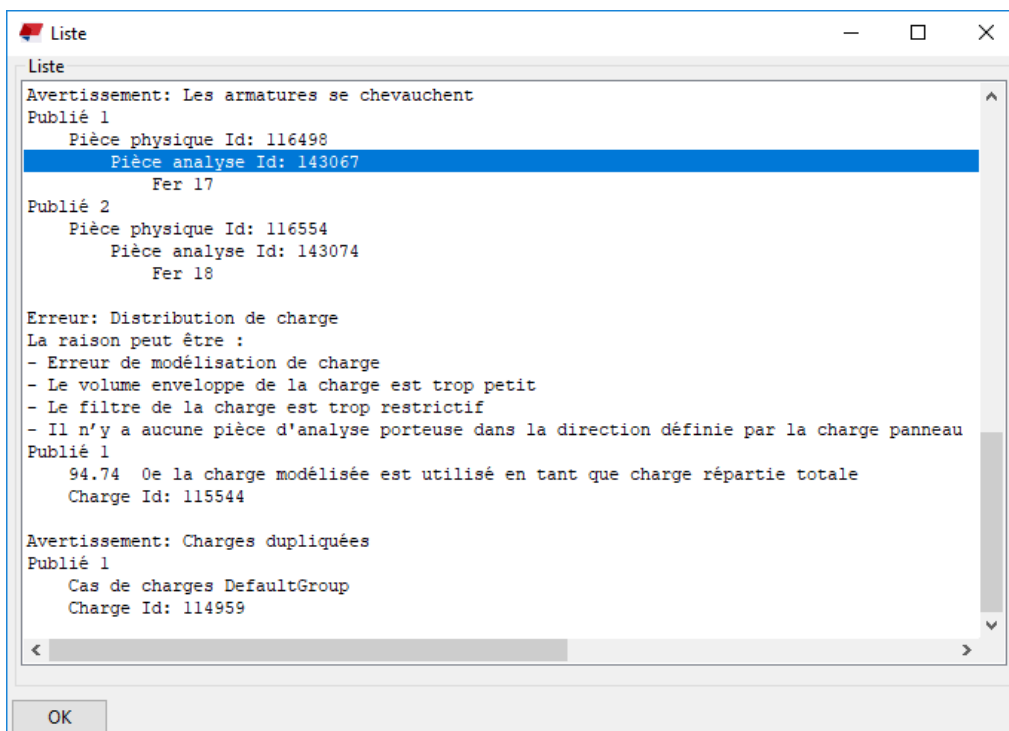 Liste
Liste
Avertissement: Les armatures se chevauchent
Publié 1
Pièce physique Id: 116498
Pièce analyse Id: 143067
Fer 17
Publié 2
Pièce physique Id: 116554
Pièce analyse Id: 143074
Fer 18
Erreur: Distribution de charge
La raison peut être :
- Erreur de modélisation de charge
- Le volume enveloppe de la charge est trop petit
- Le filtre de la charge est trop restrictif
- Il n’y a aucune pièce d'analyse porteuse dans la direction définie par la charge panneau
Publié 1
94.74  0e la charge modélisée est utilisé en tant que charge répartie totale
Charge Id: 115544
Avertissement: Charges dupliquées
Publié 1
Cas de charges DefaultGroup
Charge Id: 114959
OK